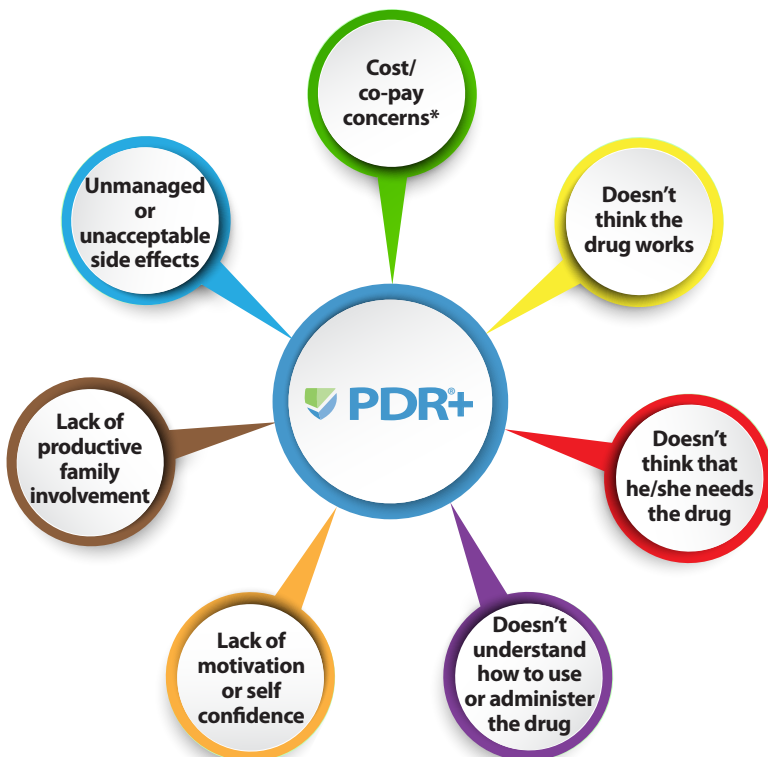 Cost/
co-pay
concerns*
Unmanaged
or
unacceptable
side effects
Doesn't
think the
drug works
PDR®+
Lack of
productive
family
involvement
Doesn't
think that
he/she needs
the drug
Lack of
motivation
or self
confidence
Doesn't
understand
how to use
or administer
the drug